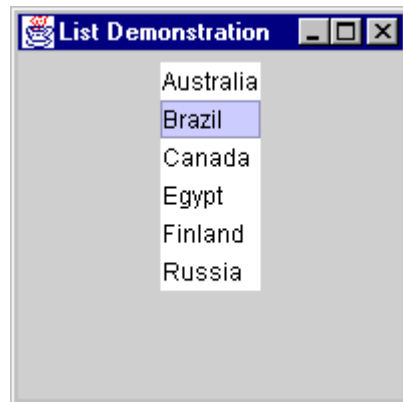 List Demonstration
Australia
Brazil
Canada
Egypt
Finland
Russia